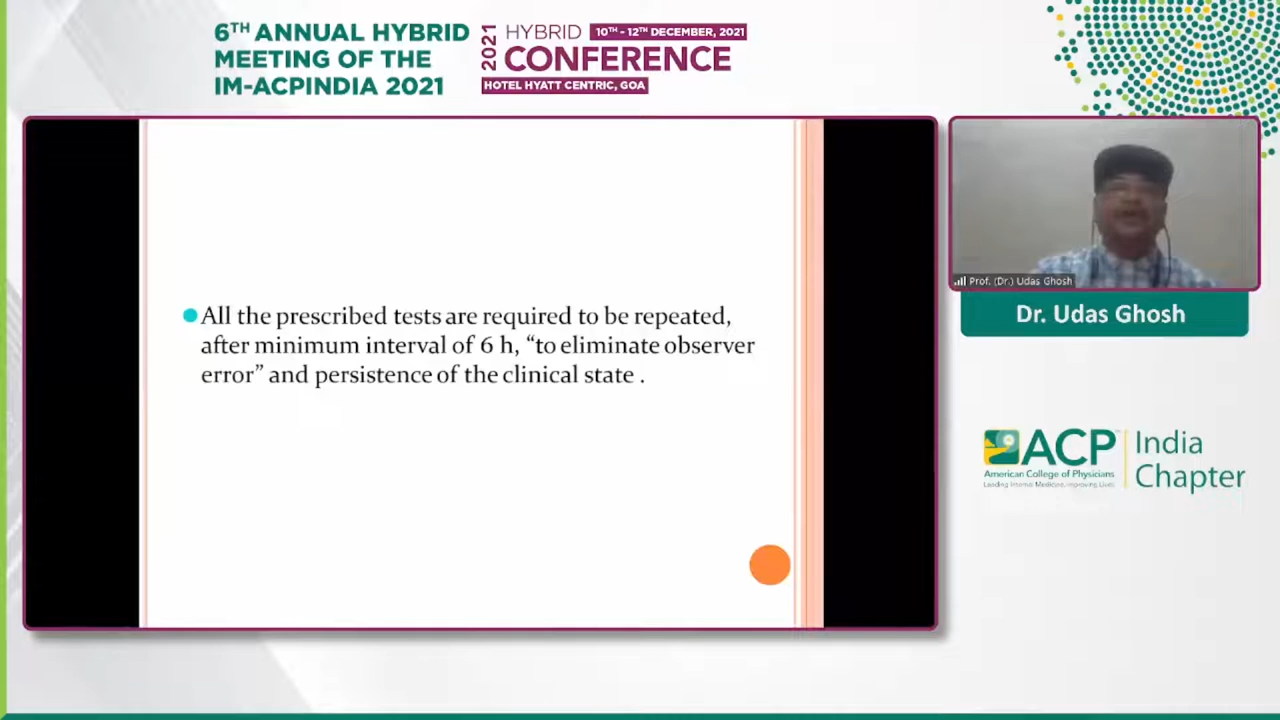 6TH ANNUAL HYBRID
MEETING OF THE
IM-ACPINDIA 2021
2021
HYBRID 10TH - 12TH DECEMBER, 2021
CONFERENCE
HOTEL HYATT CENTRIC, GOA
All the prescribed tests are required to be repeated,
after minimum interval of 6 h, “to eliminate observer
error” and persistence of the clinical state .
Prof. (Dr.) Udas Ghosh
Dr. Udas Ghosh
ACP
American College of Physicians
Leading Internal Medicine, Improving Lives
India
Chapter